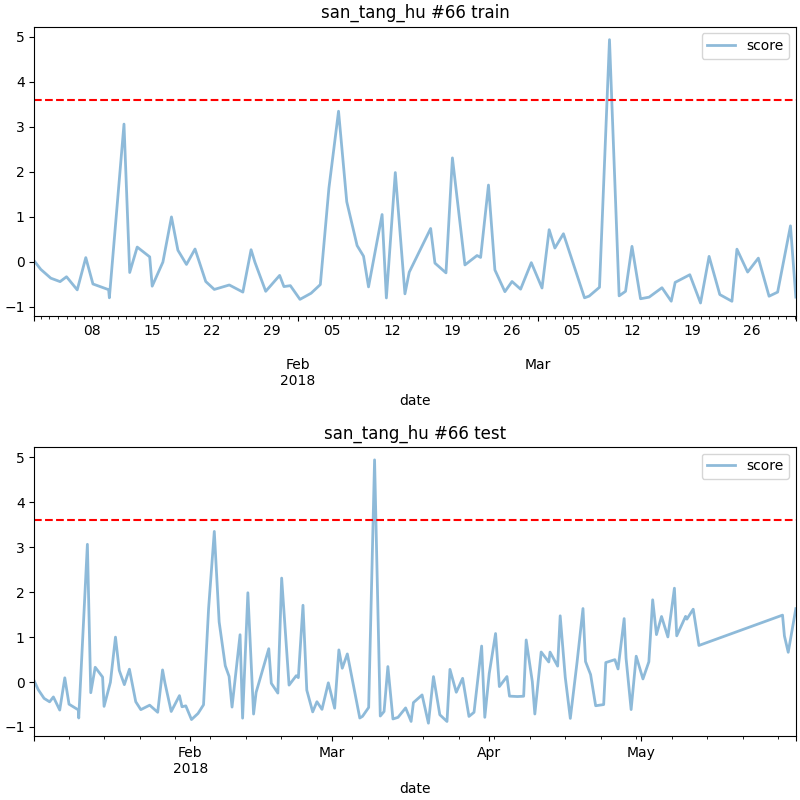 san_tang_hu #66 train
score
5
4
3
2
1
0
−1
08 15 22 29 05 12 19 26 05 12 19 26
Feb Mar
2018
date
san_tang_hu #66 test
score
5
4
3
2
1
0
−1
Feb Mar Apr May
2018
date